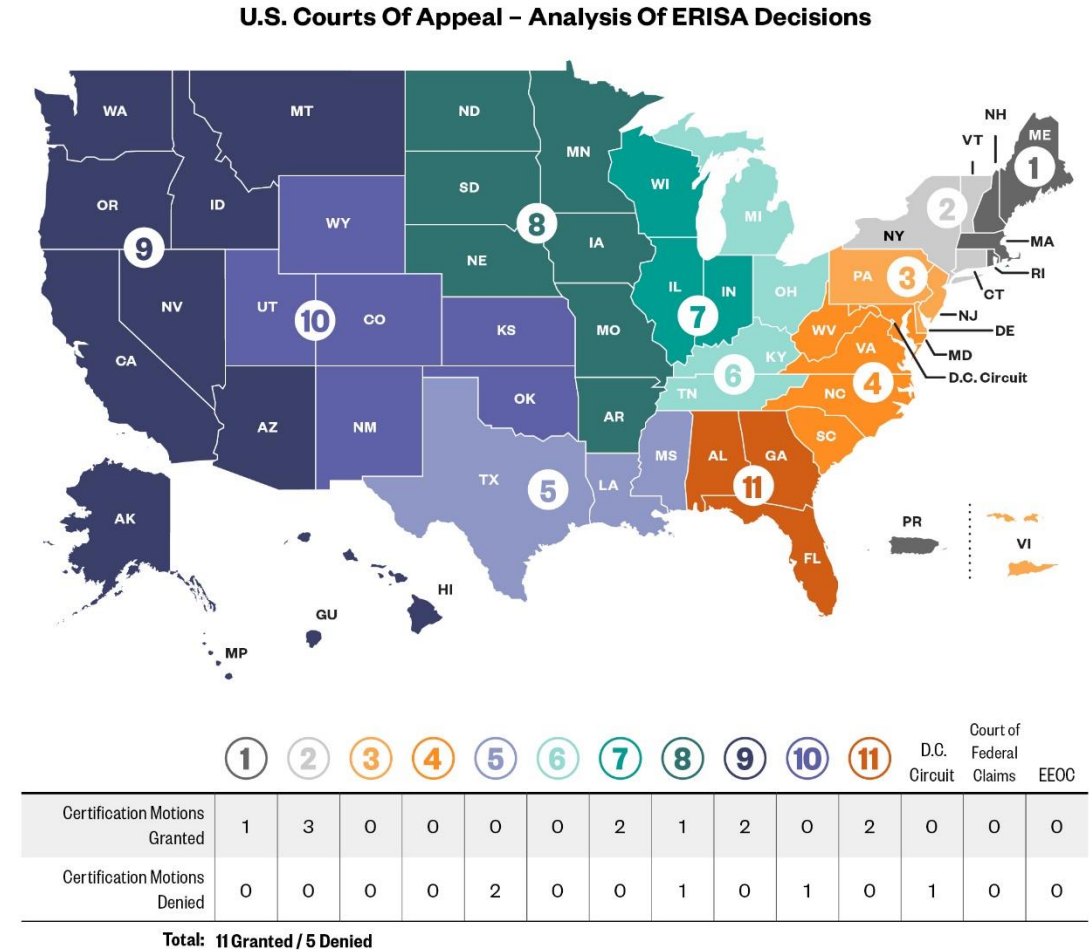 U.S. Courts Of Appeal – Analysis Of ERISA Decisions
WA
MT
ND
MN
NH
VT
ME
1
OR
ID
SD
WI
MI
2
WY
8
9
NY
MA
IA
NE
PA
3
RI
CT
NV
UT
10
CO
IL
IN
OH
NJ
7
KS
MO
WV
DE
CA
KY
VA
MD
6
4
D.C. Circuit
TN
NC
OK
AR
AZ
NM
SC
MS
AL
GA
TX
5
LA
11
AK
PR
VI
FL
HI
GU
MP
1 2 3 4 5 6 7 8 9 10 11 D.C. Circuit Court of Federal Claims EEOC
Certification Motions Granted 1 3 0 0 0 0 2 1 2 0 2 0 0 0
Certification Motions Denied 0 0 0 0 2 0 0 1 0 1 0 1 0 0
Total: 11 Granted / 5 Denied